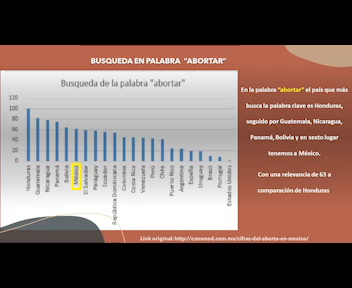 BUSQUEDA EN PALABRA "ABORTAR"
Busqueda de la palabra "abortar"
120
100
80
60
40
20
0
Honduras
Guatemala
Nicaragua
Panamá
Bolivia
México
El Salvador
Paraguay
Ecuador
República Dominicana
Colombia
Costa Rica
Venezuela
Perú
Chile
Puerto Rico
Argentina
España
Uruguay
Brasil
Portugal
Estados Unidos
En la palabra "abortar" el país que más
busca la palabra clave es Honduras,
seguido por Guatemala, Nicaragua,
Panamá, Bolivia y en sexto lugar
tenemos a México.
Con una relevancia de 63 a
comparación de Honduras
Link original: http://consmed.com.mx/cifras-del-aborto-en-mexico/